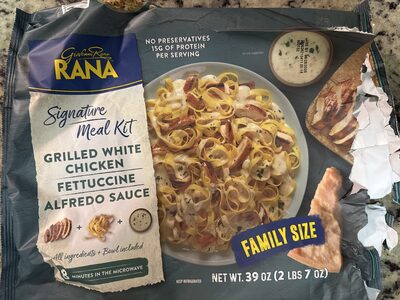 Giovanni Rana
RANA
Signature
Meal Kit
GRILLED WHITE
CHICKEN
FETTUCCINE
ALFREDO SAUCE
All ingredients + Bowl included
MINUTES IN THE MICROWAVE
NO PRESERVATIVES
15G OF PROTEIN
PER SERVING
FAMILY SIZE
KEEP REFRIGERATED
NET WT. 39 OZ (2 LBS 7 OZ)